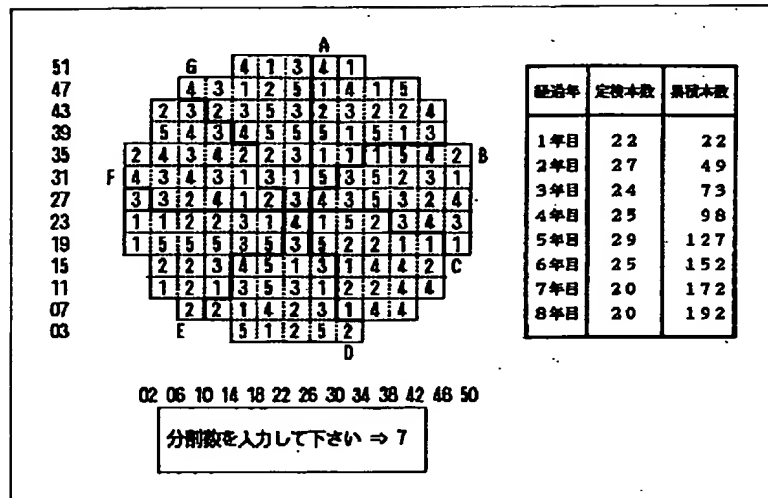 A
51 G 4 1 3 4 1
47 4 3 1 2 5 1 4 1 5
43 2 3 2 3 5 3 2 3 2 2 4
39 5 4 3 4 5 5 5 1 5 1 3
35 2 4 3 4 2 2 3 1 1 1 5 4 2 B
31 F 4 3 4 3 1 3 1 5 3 5 2 3 1
27 3 3 2 4 1 2 3 4 3 5 3 2 4
23 1 1 2 2 3 1 4 1 5 2 3 4 3
19 1 5 5 5 3 5 3 5 2 2 1 1 1
15 2 2 3 4 5 1 3 1 4 4 2 C
11 1 2 1 3 5 3 1 2 2 4 4
07 2 2 1 4 2 3 1 4 4
03 E 5 1 2 5 2
D
02 06 10 14 18 22 26 30 34 38 42 46 50
分割数を入力して下さい ⇒ 7
経過年 定検本数 累積本数
1年目 22 22
2年目 27 49
3年目 24 73
4年目 25 98
5年目 29 127
6年目 25 152
7年目 20 172
8年目 20 192